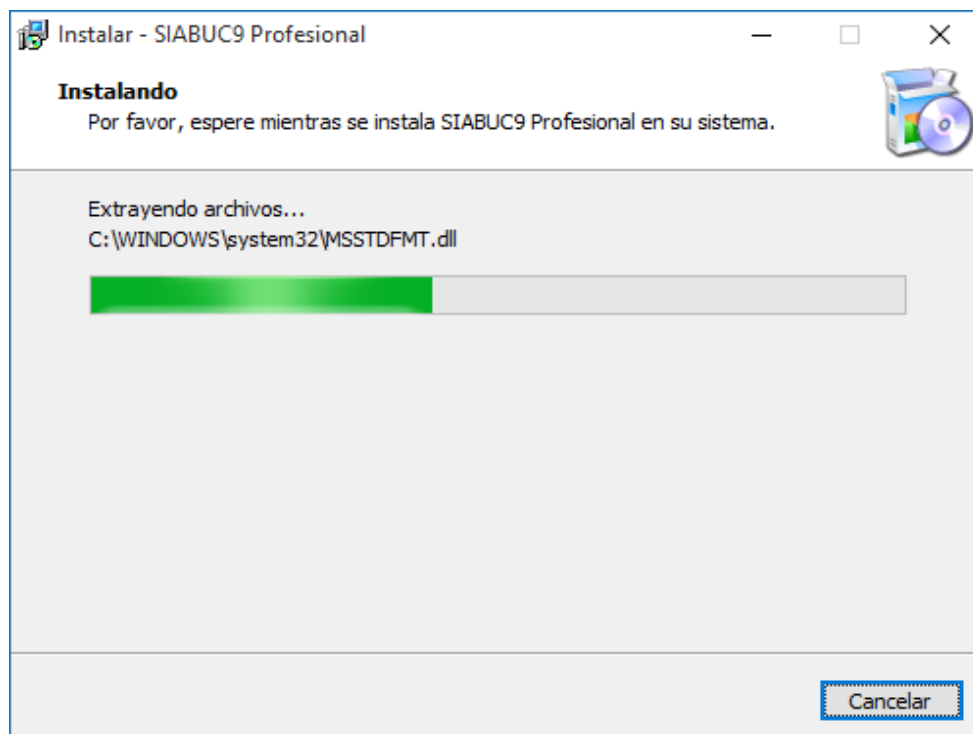 Instalar - SIABUC9 Profesional
Instalando
Por favor, espere mientras se instala SIABUC9 Profesional en su sistema.
Extrayendo archivos...
C:\WINDOWS\system32\MSSTDFMT.dll
Cancelar